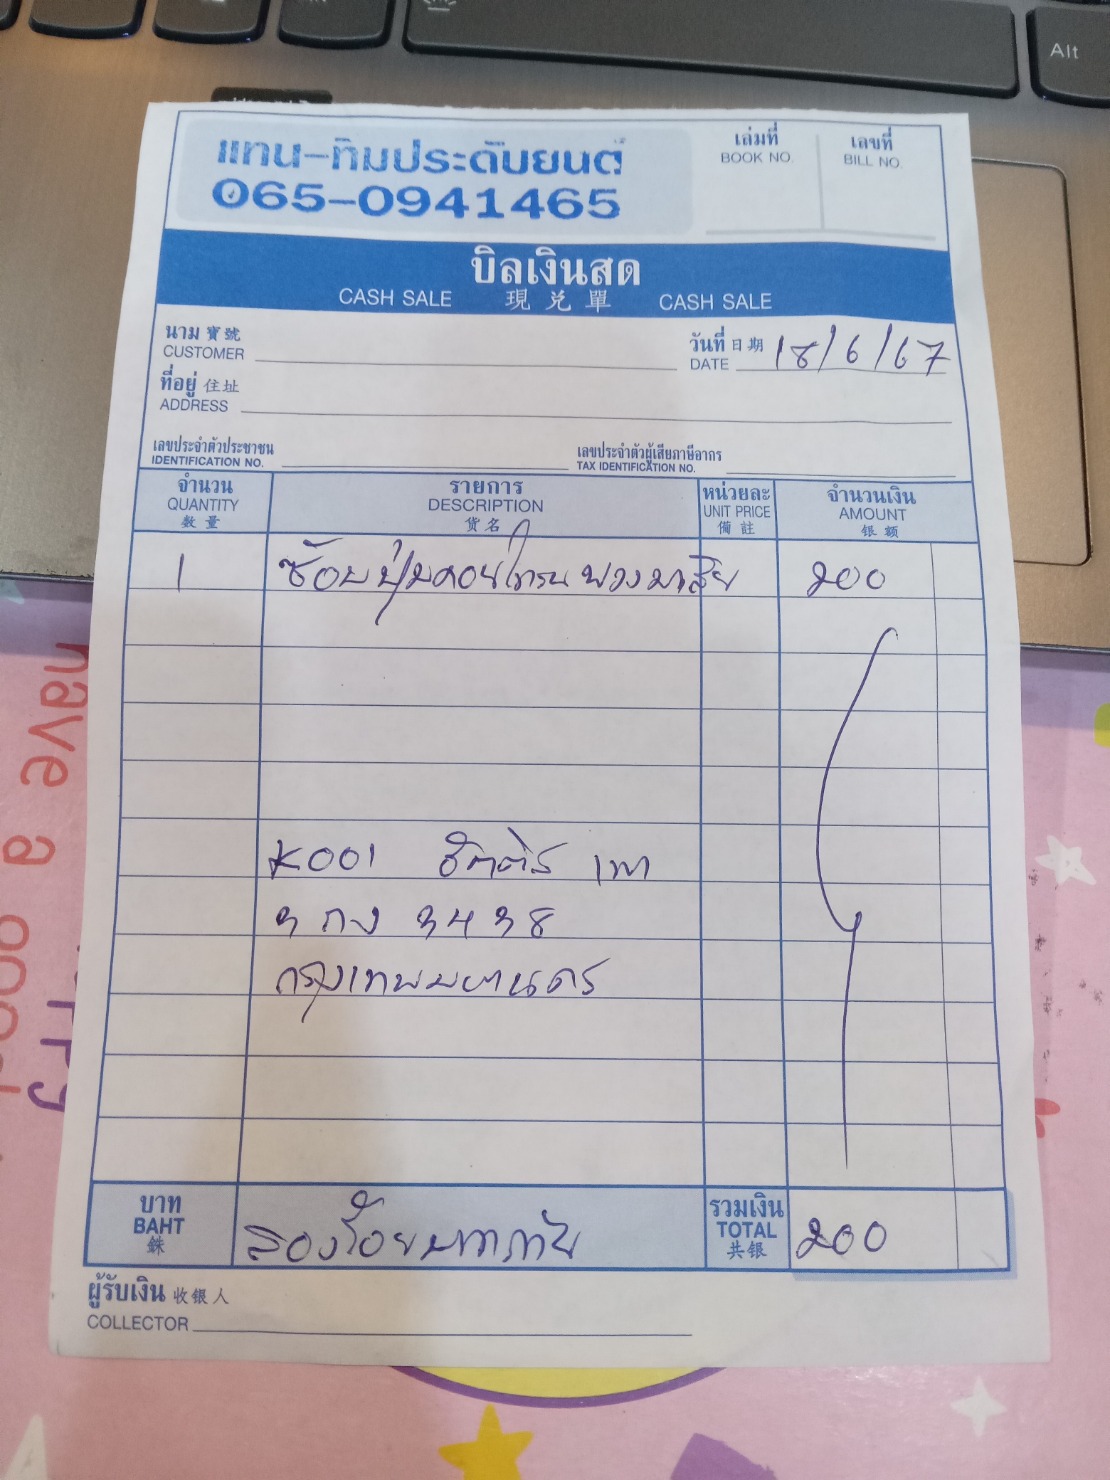 แทน-ทิมประดับยนต์
065-0941465
เล่มที่
BOOK NO.
เลขที่
BILL NO.
บิลเงินสด
CASH SALE 現兌單 CASH SALE
นาม 寶號
CUSTOMER
วันที่ 日期
DATE 18/6/67
ที่อยู่ 住址
ADDRESS
เลขประจำตัวประชาชน
IDENTIFICATION NO.
เลขประจำตัวผู้เสียภาษีอากร
TAX IDENTIFICATION NO.
จำนวน
QUANTITY
数量
รายการ
DESCRIPTION
货名
หน่วยละ
UNIT PRICE
備註
จำนวนเงิน
AMOUNT
银额
1 ซ้อมปุ่มคอนโทรนพวงมาลัย 200
K001 เทา
3 กง 3438
กรุงเทพมหานคร
บาท
BAHT
銖
สองร้อยบาทถ้วน
รวมเงิน
TOTAL
共银
200
ผู้รับเงิน 收银人
COLLECTOR
Alt
have a good